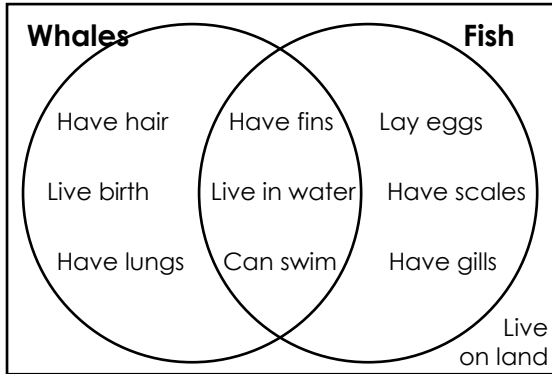 Whales
Fish
Have hair
Have fins
Lay eggs
Live birth
Live in water
Have scales
Have lungs
Can swim
Have gills
Live
on land